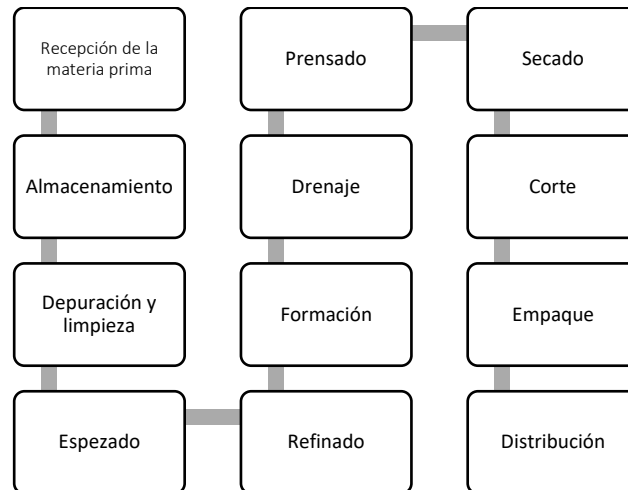 Recepción de la
materia prima
Almacenamiento
Depuración y
limpieza
Espezado
Refinado
Formación
Drenaje
Prensado
Secado
Corte
Empaque
Distribución